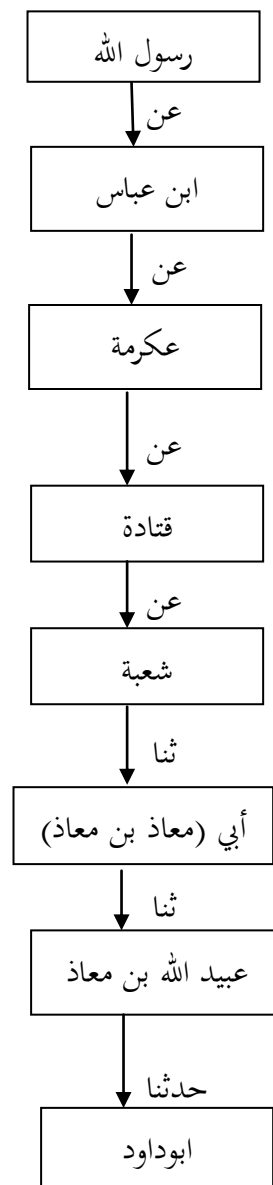 رسول الله
عن
ابن عباس
عن
عكرمة
عن
قتادة
عن
شعبة
ثنا
أبي (معاذ بن معاذ)
ثنا
عبيد الله بن معاذ
حدثنا
ابوداود